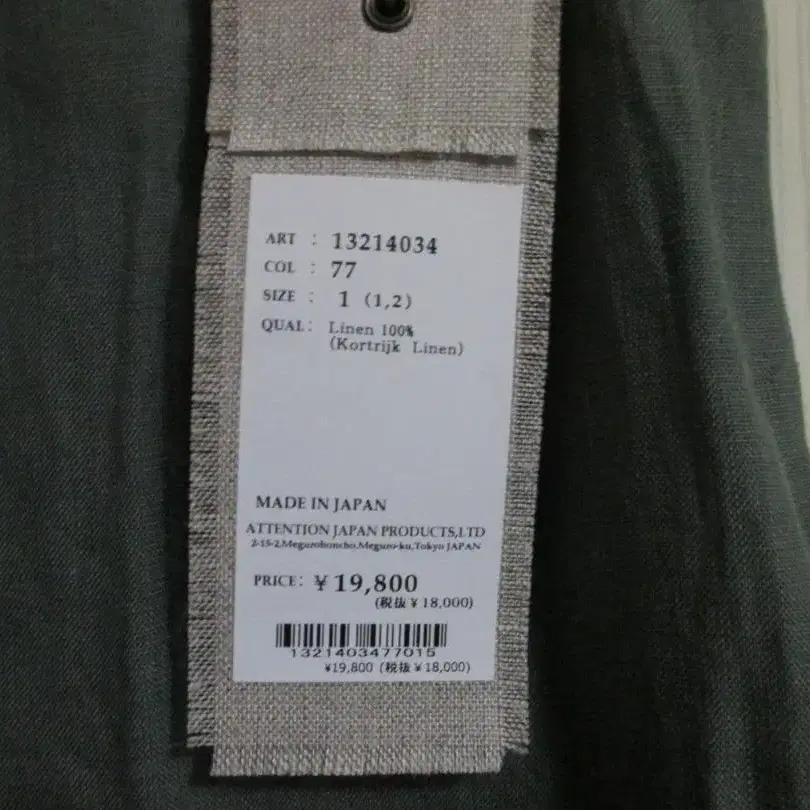 ART : 13214034
COL : 77
SIZE : 1 (1,2)
QUAL: Linen 100%
(Kortrijk Linen)
MADE IN JAPAN
ATTENTION JAPAN PRODUCTS,LTD
2-15-2,Megurohoncho,Meguro-ku,Tokyo JAPAN
PRICE: ¥19,800
(税抜¥18,000)
1321403477015
¥19,800 (税抜¥18,000)